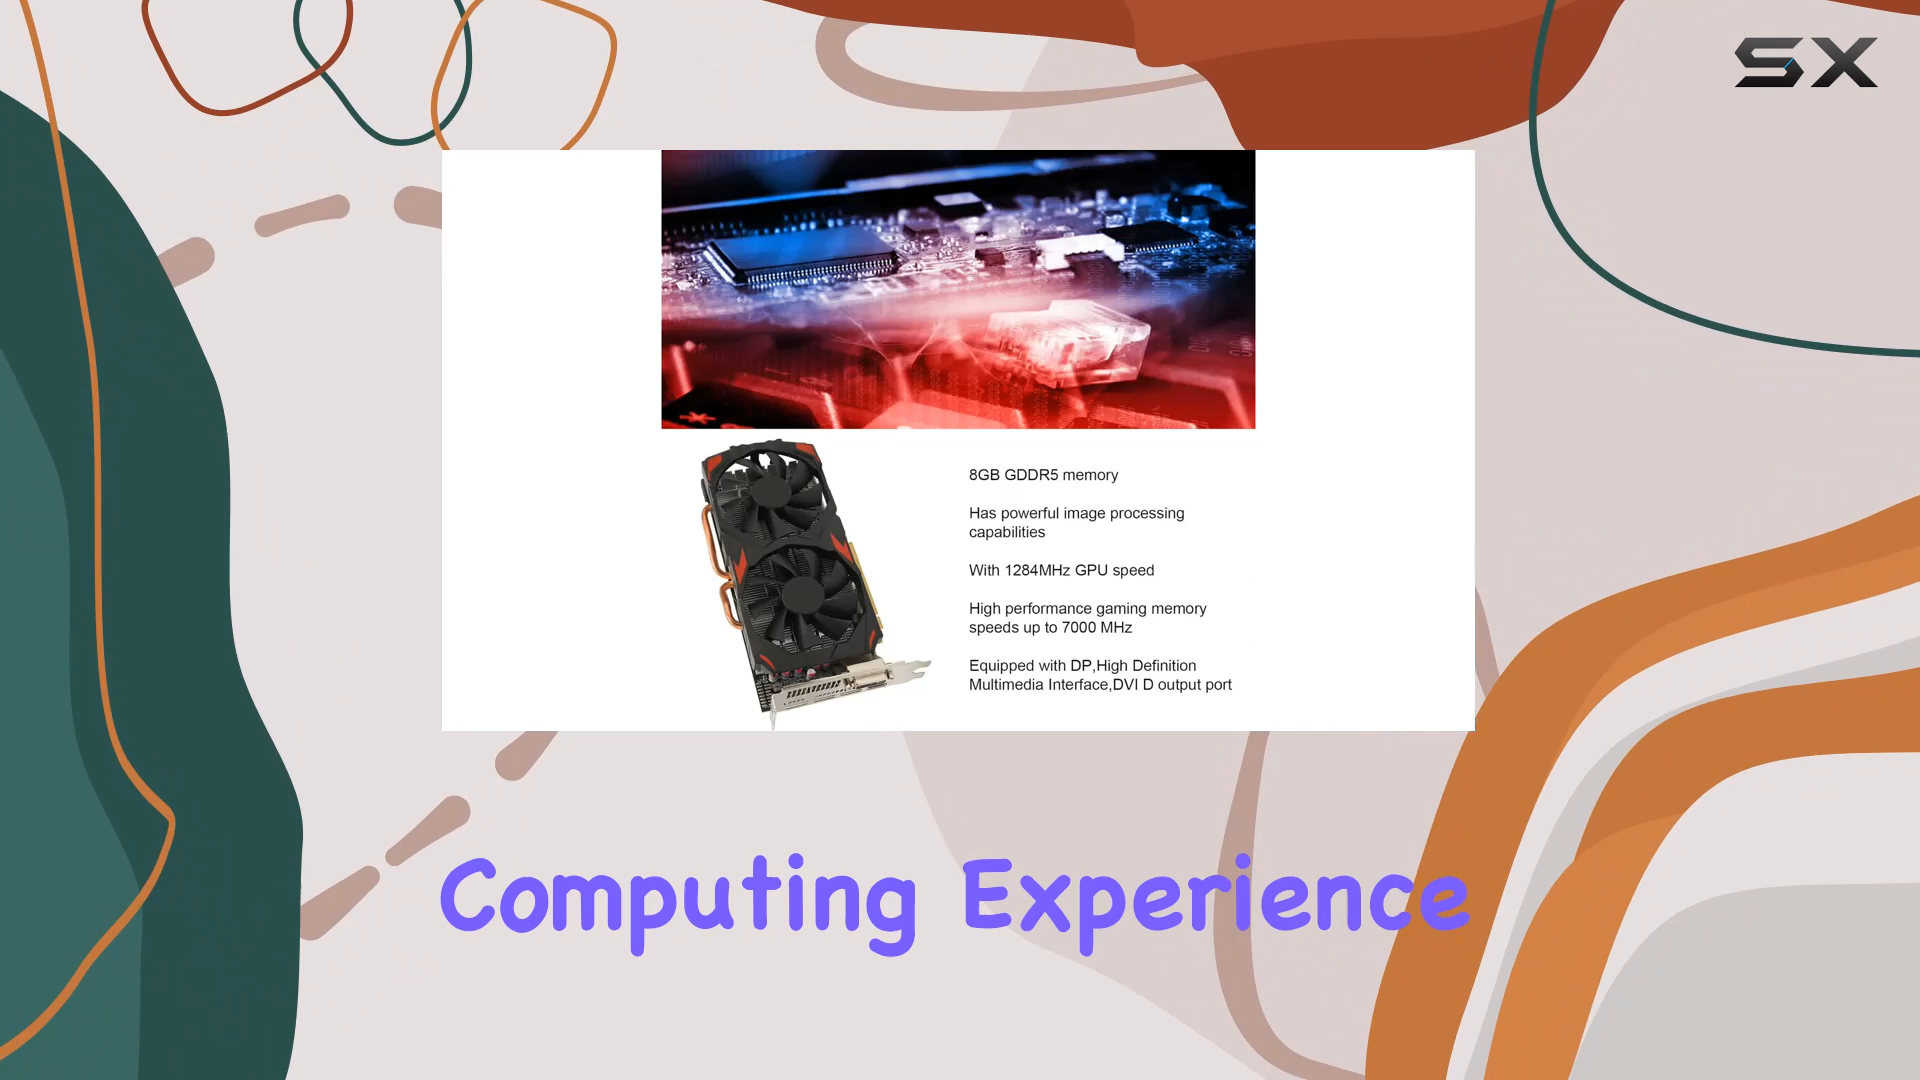 SX
8GB GDDR5 memory
Has powerful image processing
capabilities
With 1284MHz GPU speed
High performance gaming memory
speeds up to 7000 MHz
Equipped with DP,High Definition
Multimedia Interface,DVI D output port
Computing Experience